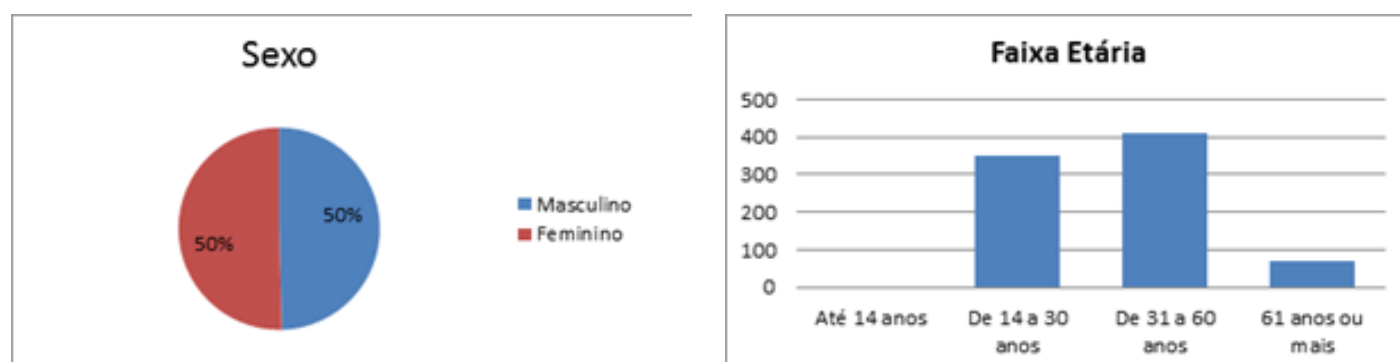 Sexo
50%
50%
Masculino
Feminino
Faixa Etária
500
400
300
200
100
0
Até 14 anos
De 14 a 30
anos
De 31 a 60
anos
61 anos ou
mais